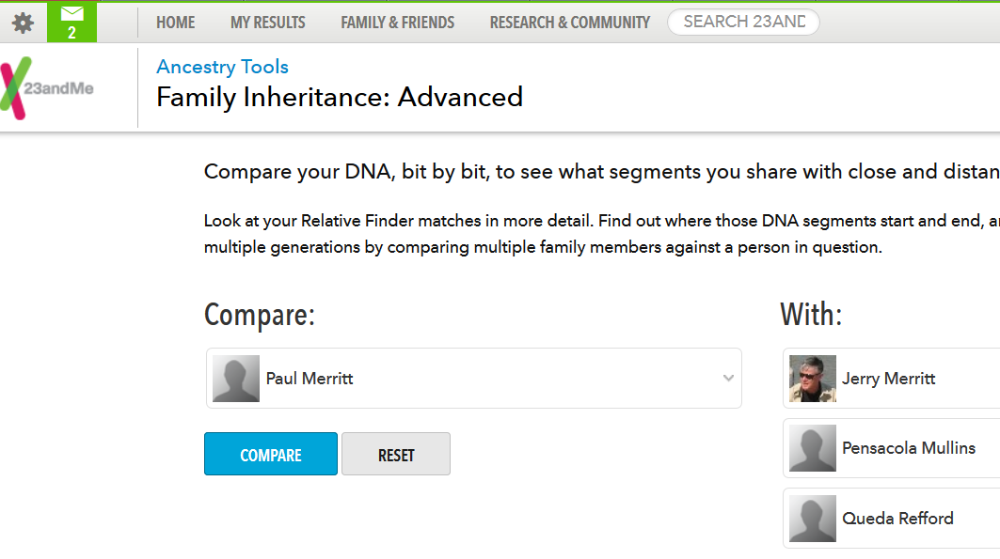 2
HOME MY RESULTS FAMILY & FRIENDS RESEARCH & COMMUNITY SEARCH 23AND
23andMe
Ancestry Tools
Family Inheritance: Advanced
Compare your DNA, bit by bit, to see what segments you share with close and distan
Look at your Relative Finder matches in more detail. Find out where those DNA segments start and end, a
multiple generations by comparing multiple family members against a person in question.
Compare:
With:
Paul Merritt
Jerry Merritt
COMPARE RESET
Pensacola Mullins
Queda Refford